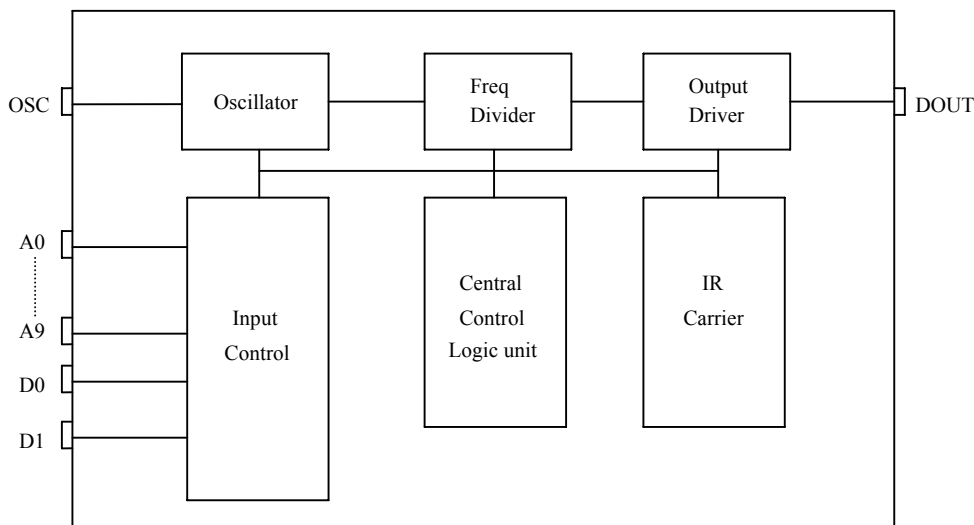 OSC
Oscillator
Freq
Divider
Output
Driver
DOUT
A0
A9
D0
D1
Input
Control
Central
Control
Logic unit
IR
Carrier